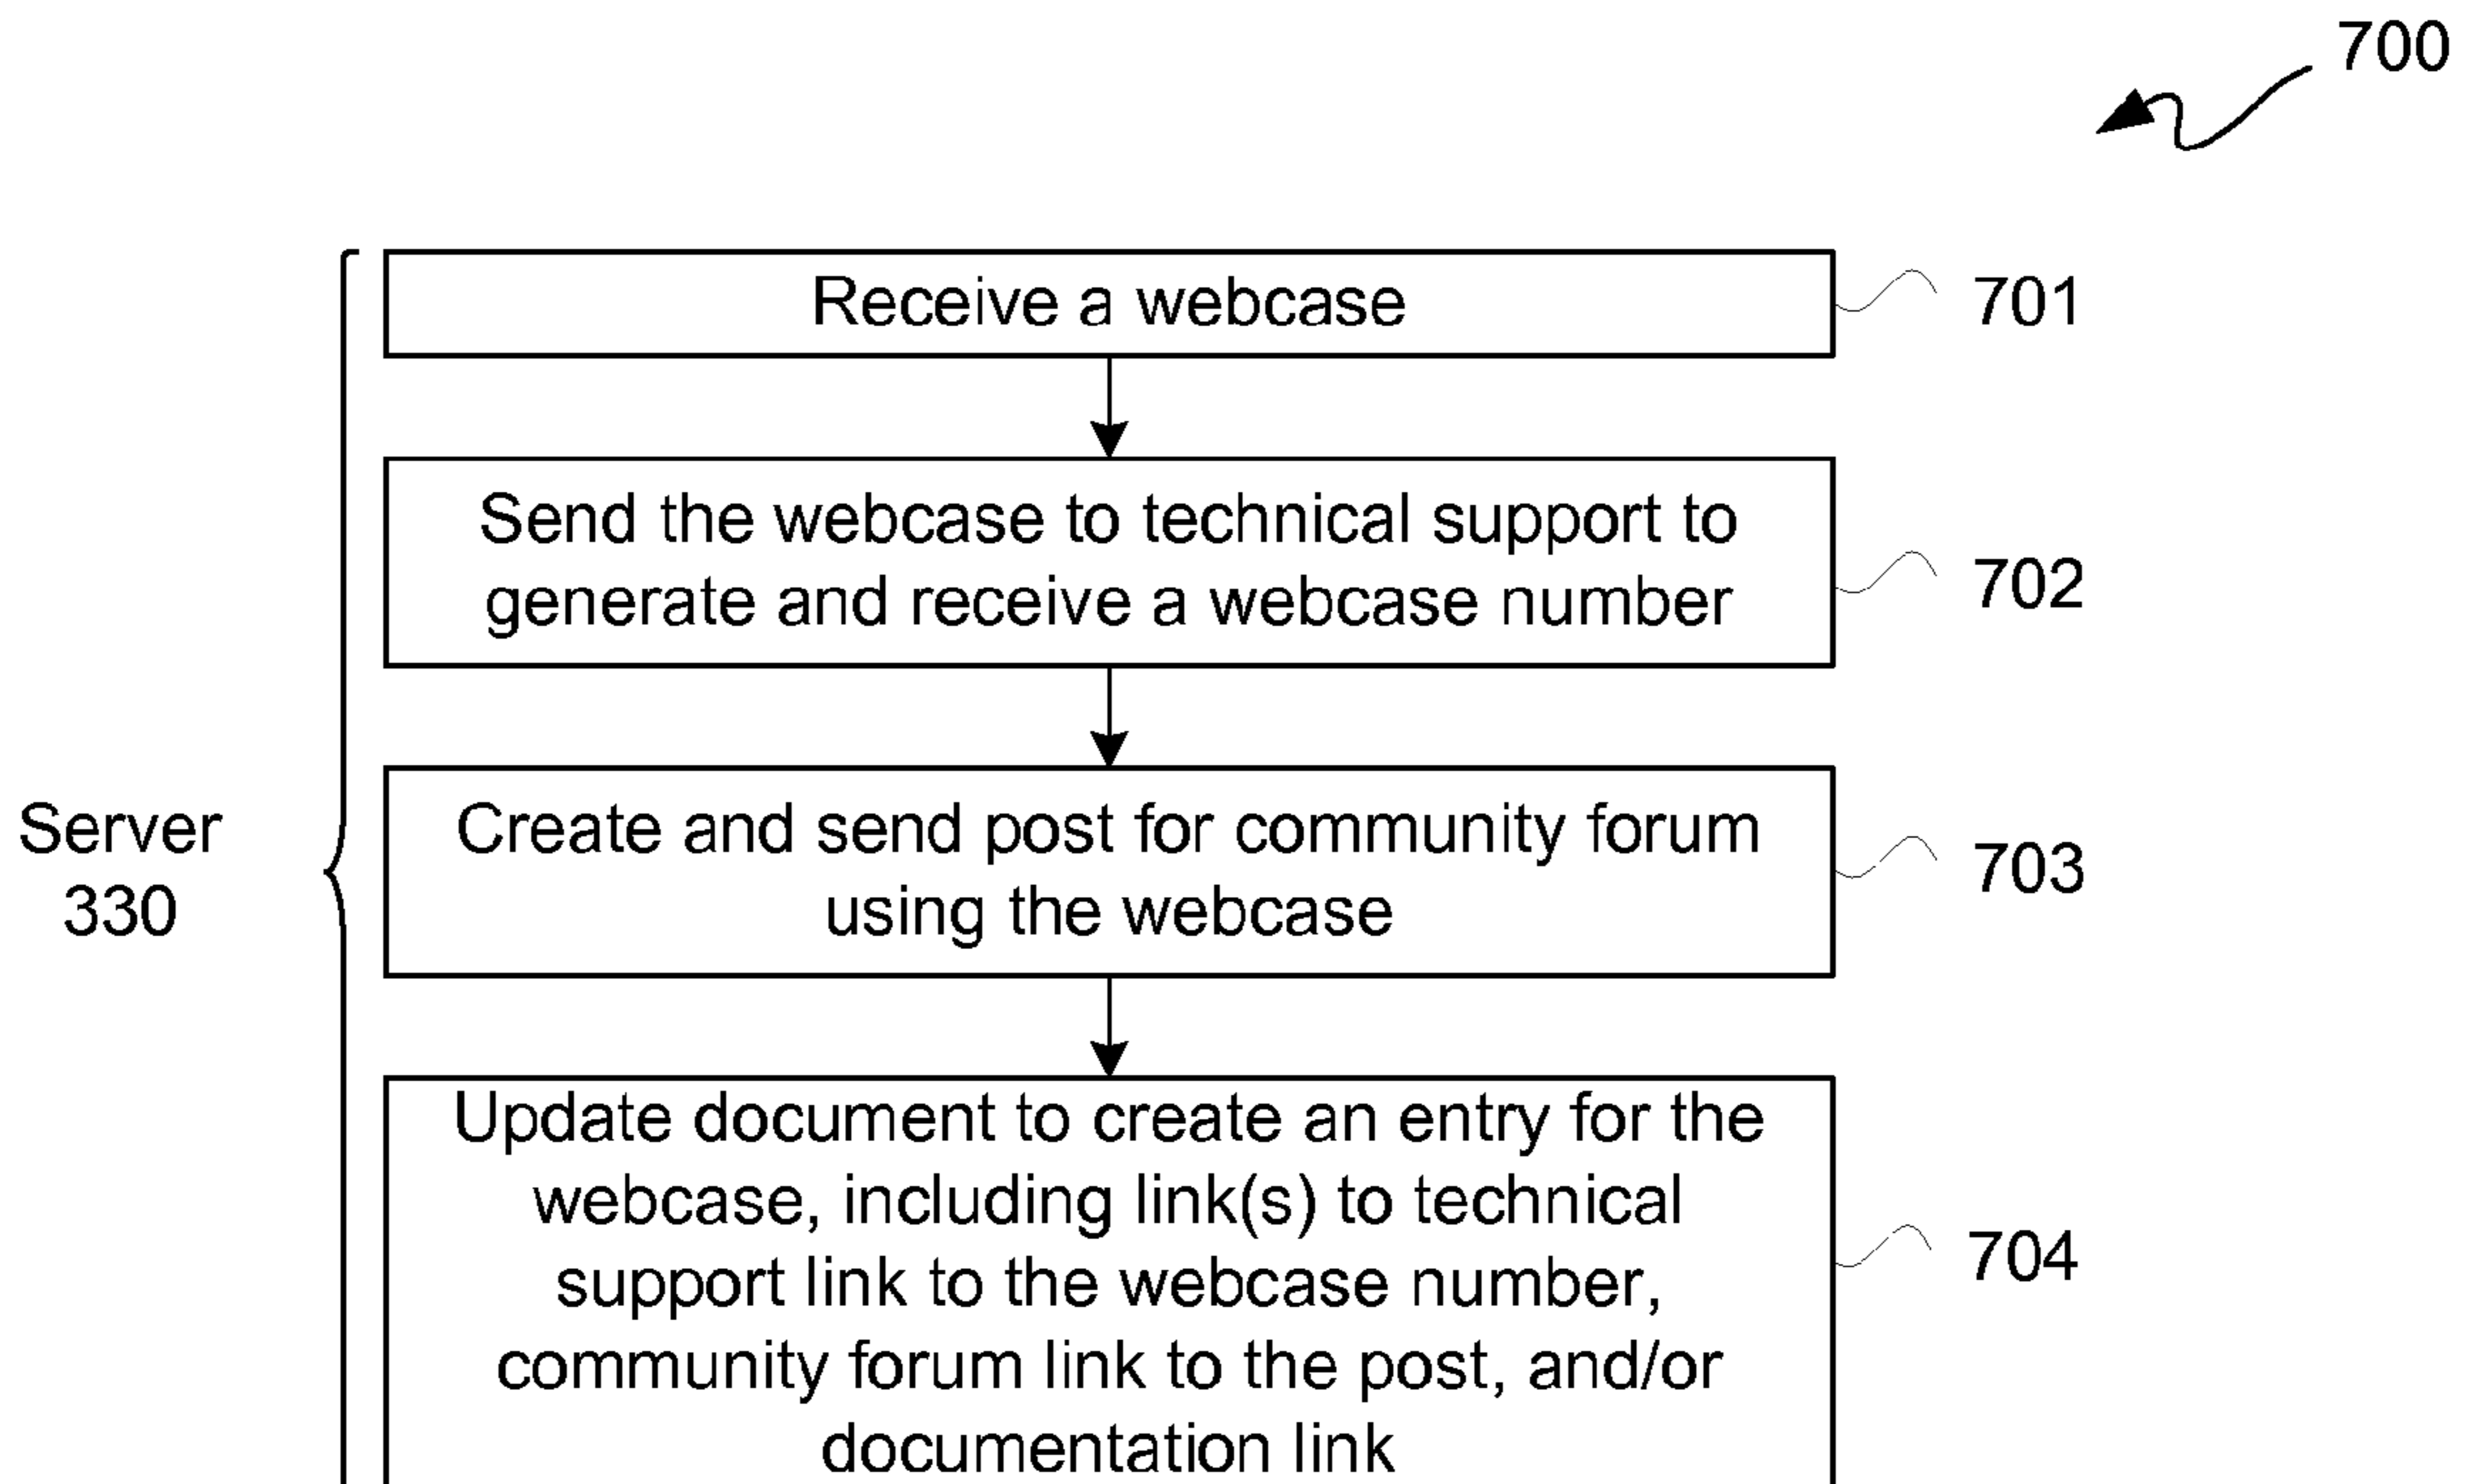 700
Receive a webcase
701
Send the webcase to technical support to
generate and receive a webcase number
702
Server
330
Create and send post for community forum
using the webcase
703
Update document to create an entry for the
webcase, including link(s) to technical
support link to the webcase number,
community forum link to the post, and/or
documentation link
704